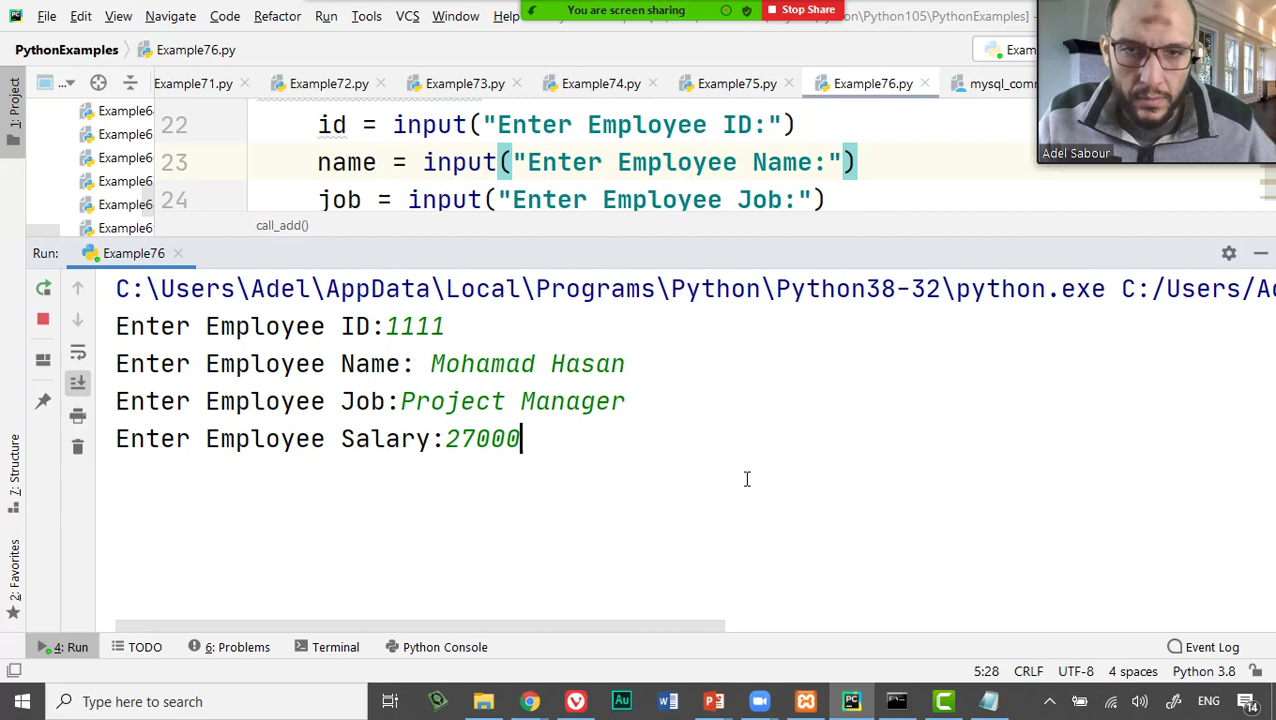 File Edit View Navigate Code Refactor Run Tools VCS Window
You are screen sharing
Stop Share
\Python105\PythonExamples]
PythonExamples
Example76.py
Exam
1: Project
Example71.py
Example72.py
Example73.py
Example74.py
Example75.py
Example76.py
mysql_com
Adel Sabour
Example6
Example6
Example6
Example6
Example6
Example6
22 id = input("Enter Employee ID:")
23 name = input("Enter Employee Name:")
24 job = input("Enter Employee Job:")
call_add()
Run: Example76
C:\Users\Adel\AppData\Local\Programs\Python\Python38-32\python.exe C:/Users/Ad
Enter Employee ID:1111
Enter Employee Name: Mohamad Hasan
Enter Employee Job:Project Manager
Enter Employee Salary:27000
7: Structure
2: Favorites
4: Run
TODO
6: Problems
Terminal
Python Console
Event Log
5:28 CRLF UTF-8 4 spaces Python 3.8
Type here to search
ENG
14